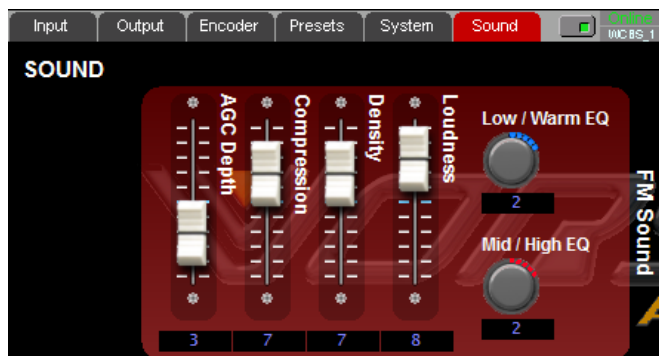 Input Output Encoder Presets System Sound Online
WCBS_1
SOUND
AGC Depth
Compression
Density
Loudness
Low / Warm EQ
2
Mid / High EQ
2
FM Sound
3 7 7 8